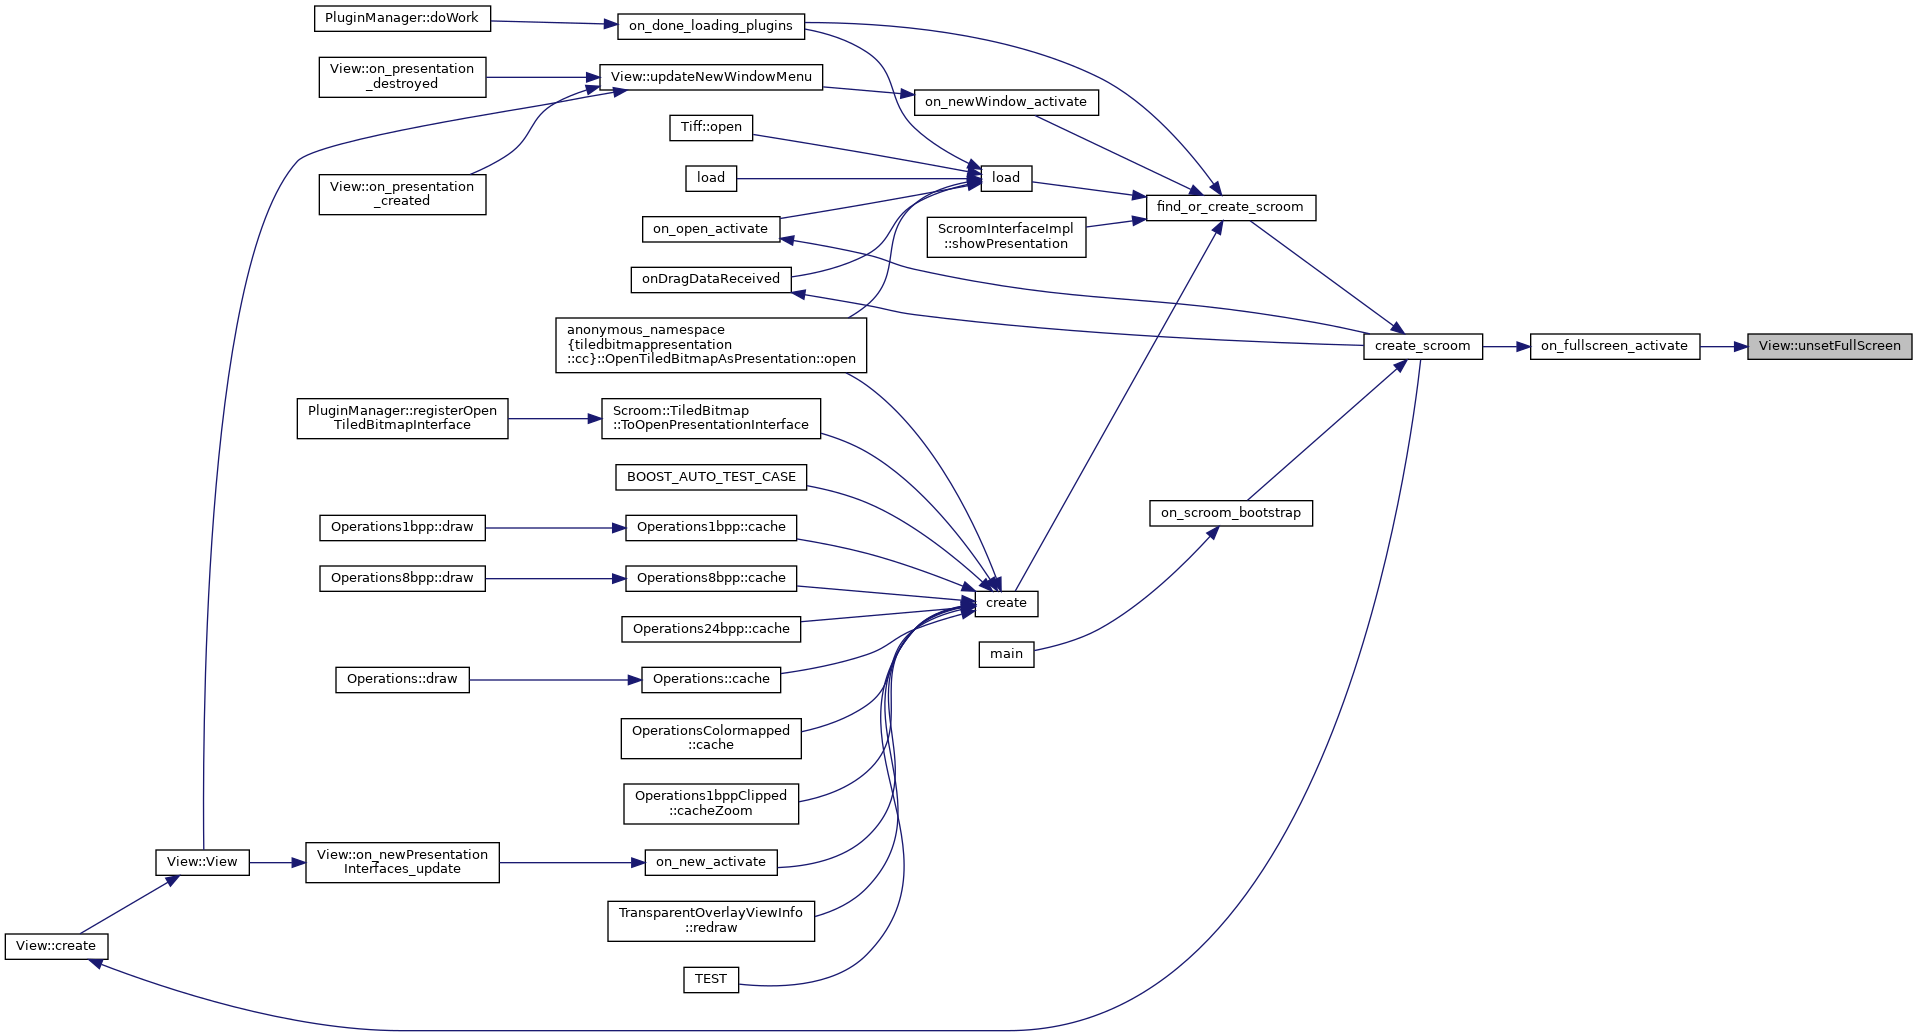 PluginManager::doWork
on_done_loading_plugins
View::on_presentation
_destroyed
View::updateNewWindowMenu
on_newWindow_activate
Tiff::open
load
load
View::on_presentation
_created
find_or_create_scroom
on_open_activate
ScroomInterfaceImpl
::showPresentation
onDragDataReceived
anonymous_namespace
{tiledbitmappresentation
::cc}::OpenTiledBitmapAsPresentation::open
create_scroom
on_fullscreen_activate
View::unsetFullScreen
PluginManager::registerOpen
TiledBitmapInterface
Scroom::TiledBitmap
::ToOpenPresentationInterface
BOOST_AUTO_TEST_CASE
on_scroom_bootstrap
Operations1bpp::draw
Operations1bpp::cache
Operations8bpp::draw
Operations8bpp::cache
create
Operations24bpp::cache
main
Operations::draw
Operations::cache
OperationsColormapped
::cache
Operations1bppClipped
::cacheZoom
View::View
View::on_newPresentation
Interfaces_update
on_new_activate
TransparentOverlayViewInfo
::redraw
View::create
TEST